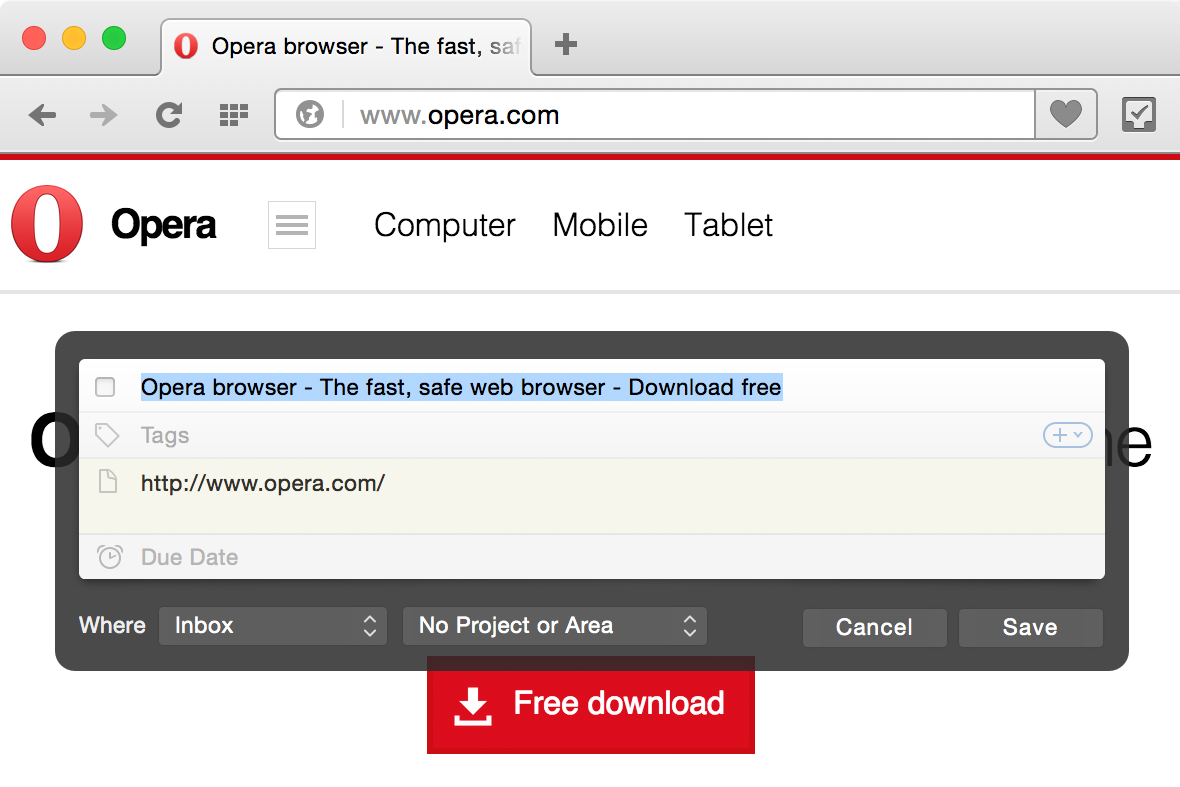 Opera browser - The fast, saf
www.opera.com
Opera
Computer Mobile Tablet
Opera browser - The fast, safe web browser - Download free
Tags
http://www.opera.com/
Due Date
Where Inbox No Project or Area Cancel Save
Free download